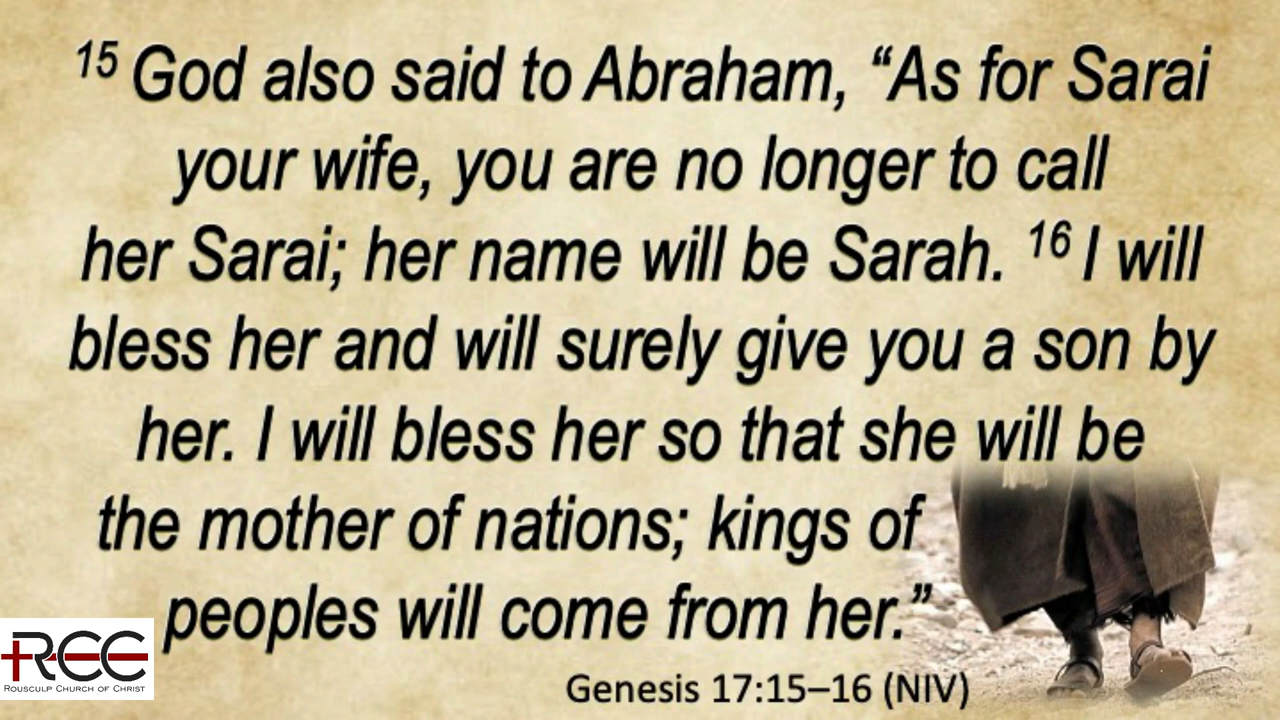 15 God also said to Abraham, “As for Sarai
your wife, you are no longer to call
her Sarai; her name will be Sarah. 16 I will
bless her and will surely give you a son by
her. I will bless her so that she will be
the mother of nations; kings of
peoples will come from her.”
Genesis 17:15–16 (NIV)
RCC
Rousculp Church of Christ